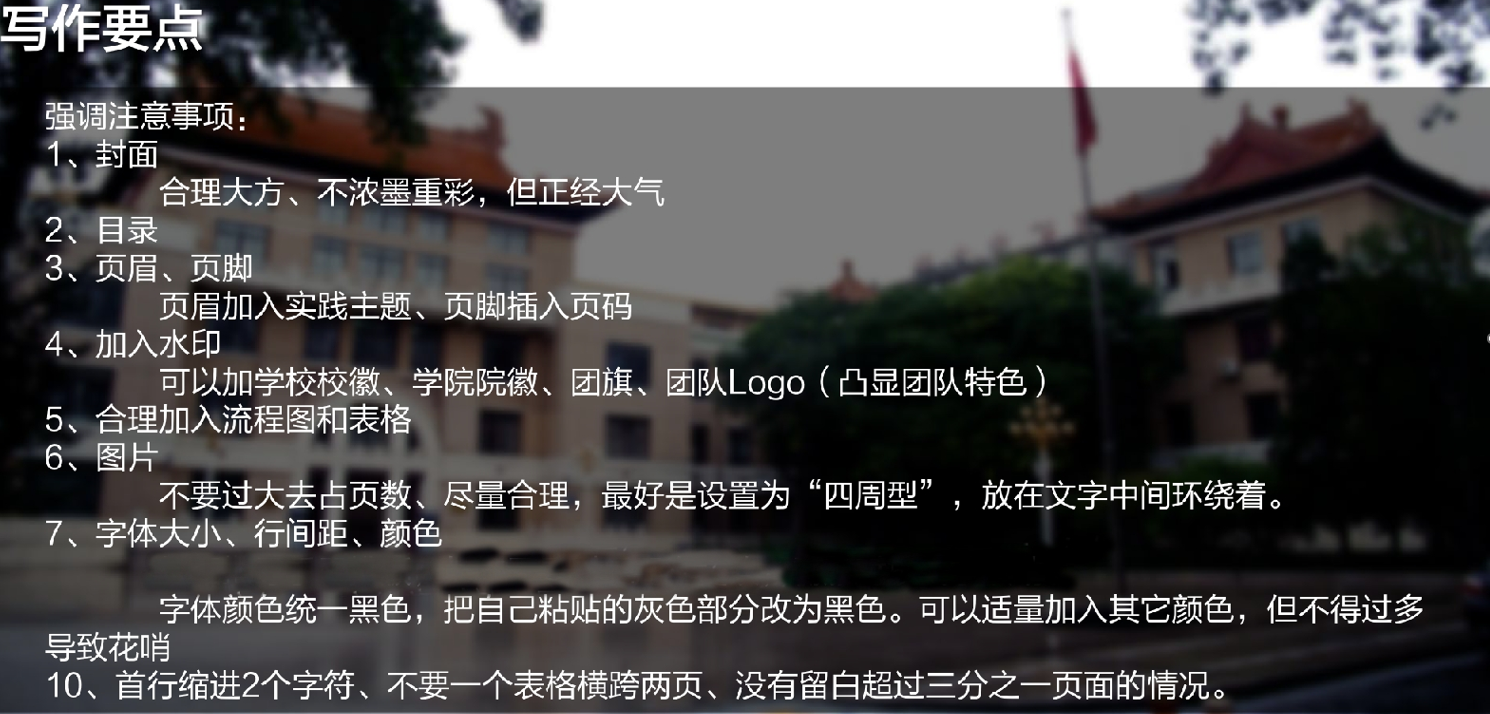 写作要点
强调注意事项：
1、封面
合理大方、不浓墨重彩，但正经大气
2、目录
3、页眉、页脚
页眉加入实践主题、页脚插入页码
4、加入水印
可以加学校校徽、学院院徽、团旗、团队Logo（凸显团队特色）
5、合理加入流程图和表格
6、图片
不要过大去占页数、尽量合理，最好是设置为“四周型”，放在文字中间环绕着。
7、字体大小、行间距、颜色
字体颜色统一黑色，把自己粘贴的灰色部分改为黑色。可以适量加入其它颜色，但不得过多
导致花哨
10、首行缩进2个字符、不要一个表格横跨两页、没有留白超过三分之一页面的情况。